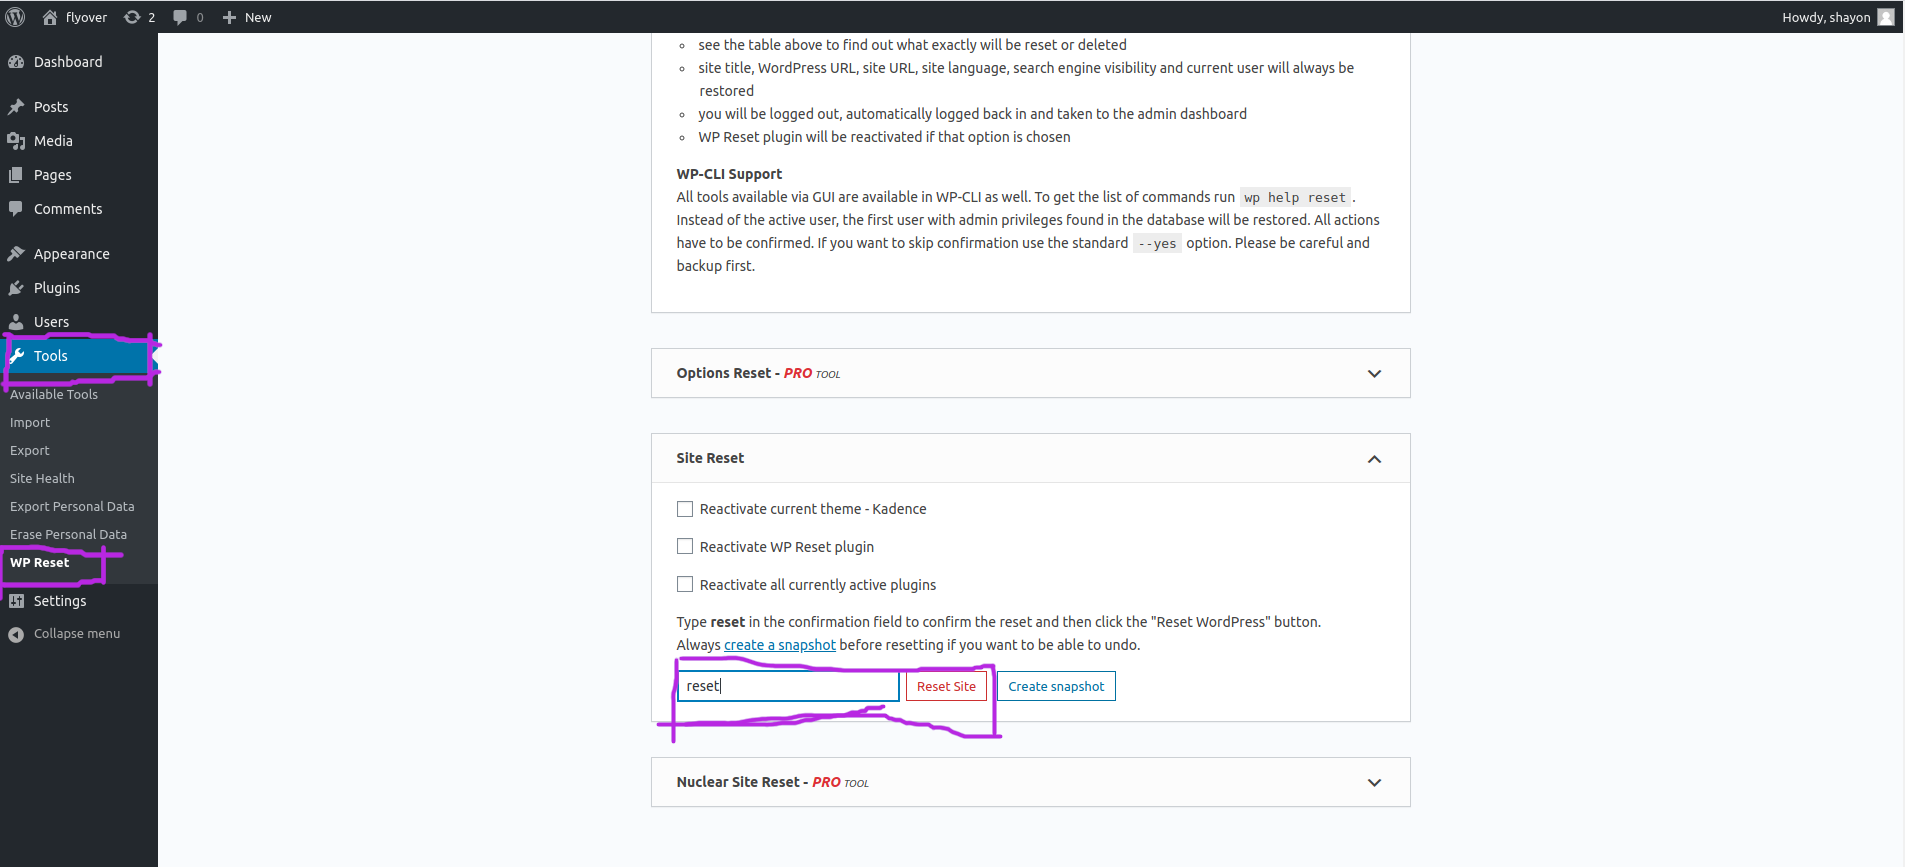 flyover 2 0 New Howdy, shayon
Dashboard
Posts
Media
Pages
Comments
Appearance
Plugins
Users
Tools
Available Tools
Import
Export
Site Health
Export Personal Data
Erase Personal Data
WP Reset
Settings
Collapse menu
see the table above to find out what exactly will be reset or deleted
site title, WordPress URL, site URL, site language, search engine visibility and current user will always be
restored
you will be logged out, automatically logged back in and taken to the admin dashboard
WP Reset plugin will be reactivated if that option is chosen
WP-CLI Support
All tools available via GUI are available in WP-CLI as well. To get the list of commands run wp help reset.
Instead of the active user, the first user with admin privileges found in the database will be restored. All actions
have to be confirmed. If you want to skip confirmation use the standard --yes option. Please be careful and
backup first.
Options Reset - PRO TOOL
Site Reset
Reactivate current theme - Kadence
Reactivate WP Reset plugin
Reactivate all currently active plugins
Type reset in the confirmation field to confirm the reset and then click the "Reset WordPress" button.
Always create a snapshot before resetting if you want to be able to undo.
reset Reset Site Create snapshot
Nuclear Site Reset - PRO TOOL